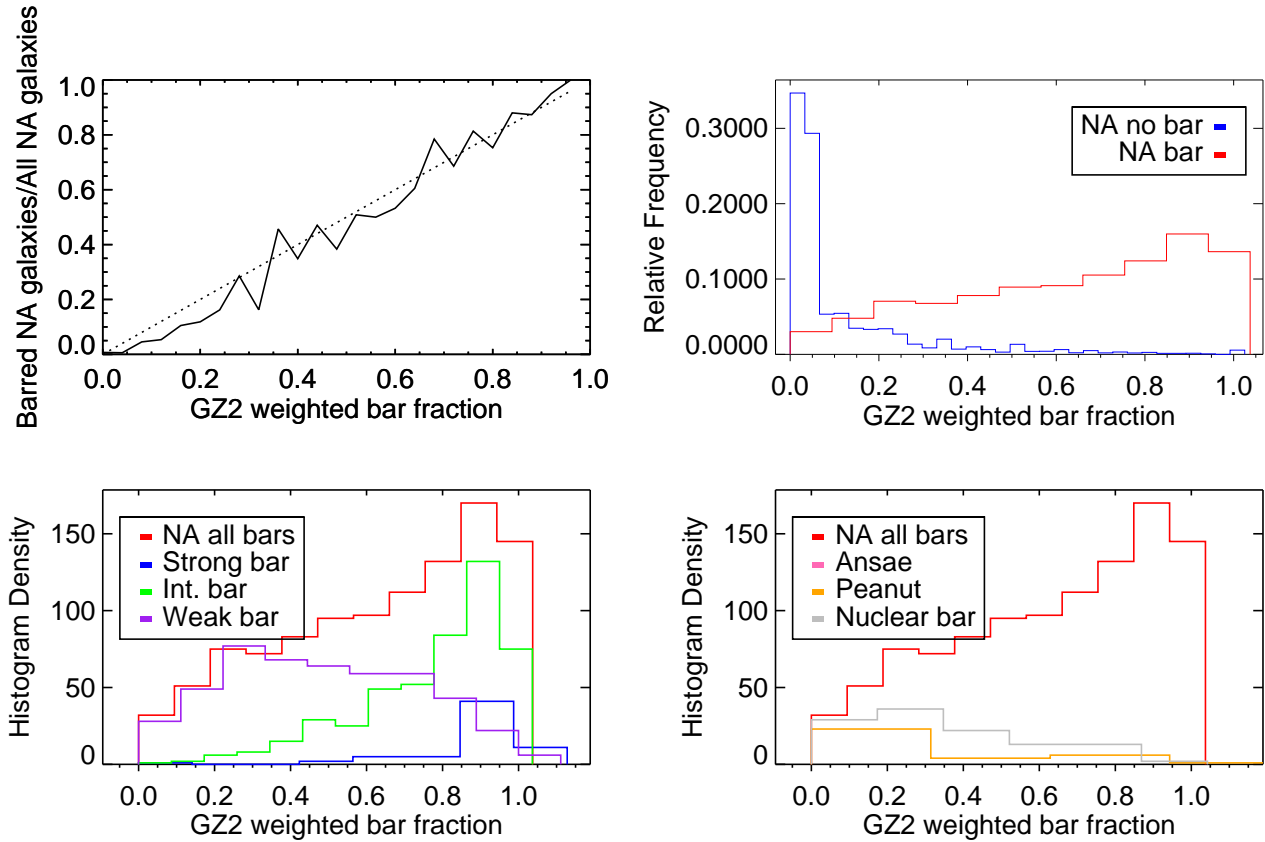 Barred NA galaxies/All NA galaxies
1.0
0.8
0.6
0.4
0.2
0.0
0.0 0.2 0.4 0.6 0.8 1.0
GZ2 weighted bar fraction
Relative Frequency
0.3000
0.2000
0.1000
0.0000
NA no bar
NA bar
0.0 0.2 0.4 0.6 0.8 1.0
GZ2 weighted bar fraction
Histogram Density
150
100
50
0
NA all bars
Strong bar
Int. bar
Weak bar
0.0 0.2 0.4 0.6 0.8 1.0
GZ2 weighted bar fraction
Histogram Density
150
100
50
0
NA all bars
Ansae
Peanut
Nuclear bar
0.0 0.2 0.4 0.6 0.8 1.0
GZ2 weighted bar fraction